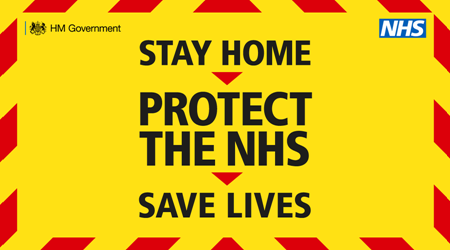 HM Government
NHS
STAY HOME
PROTECT
THE NHS
SAVE LIVES